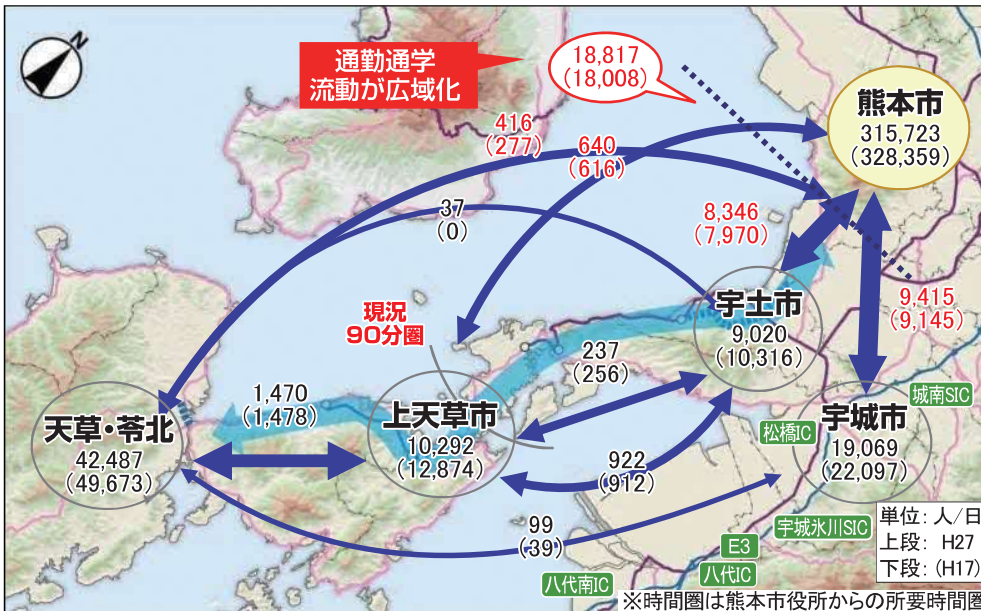 N
通勤通学
流動が広域化
18,817
(18,008)
熊本市
315,723
(328,359)
416
(277)
640
(616)
37
(0)
8,346
(7,970)
9,415
(9,145)
現況
90分圏
宇土市
9,020
(10,316)
237
(256)
1,470
(1,478)
天草・苓北
42,487
(49,673)
上天草市
10,292
(12,874)
城南SIC
松橋IC
宇城市
19,069
(22,097)
922
(912)
99
(39)
宇城氷川SIC
E3
八代IC
八代南IC
単位：人/日
上段：H27
下段：(H17)
※時間圏は熊本市役所からの所要時間圏